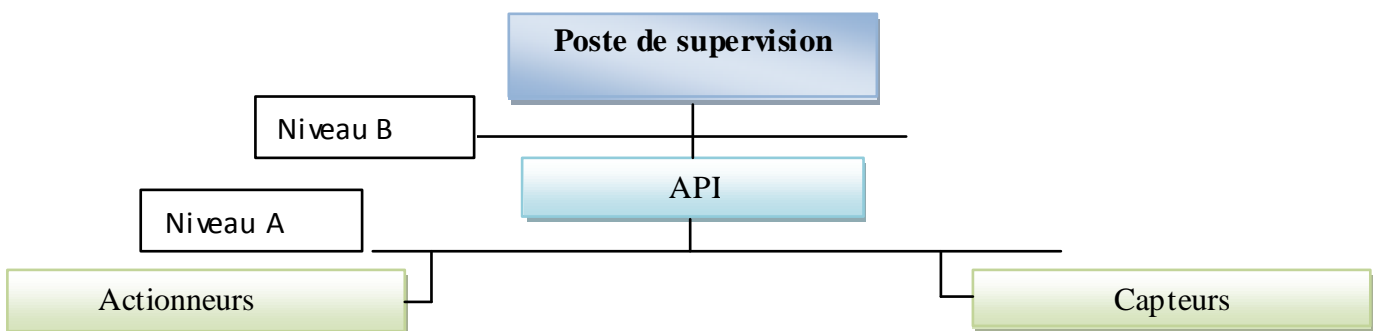 Poste de supervision
Niveau B
API
Niveau A
Actionneurs
Capteurs